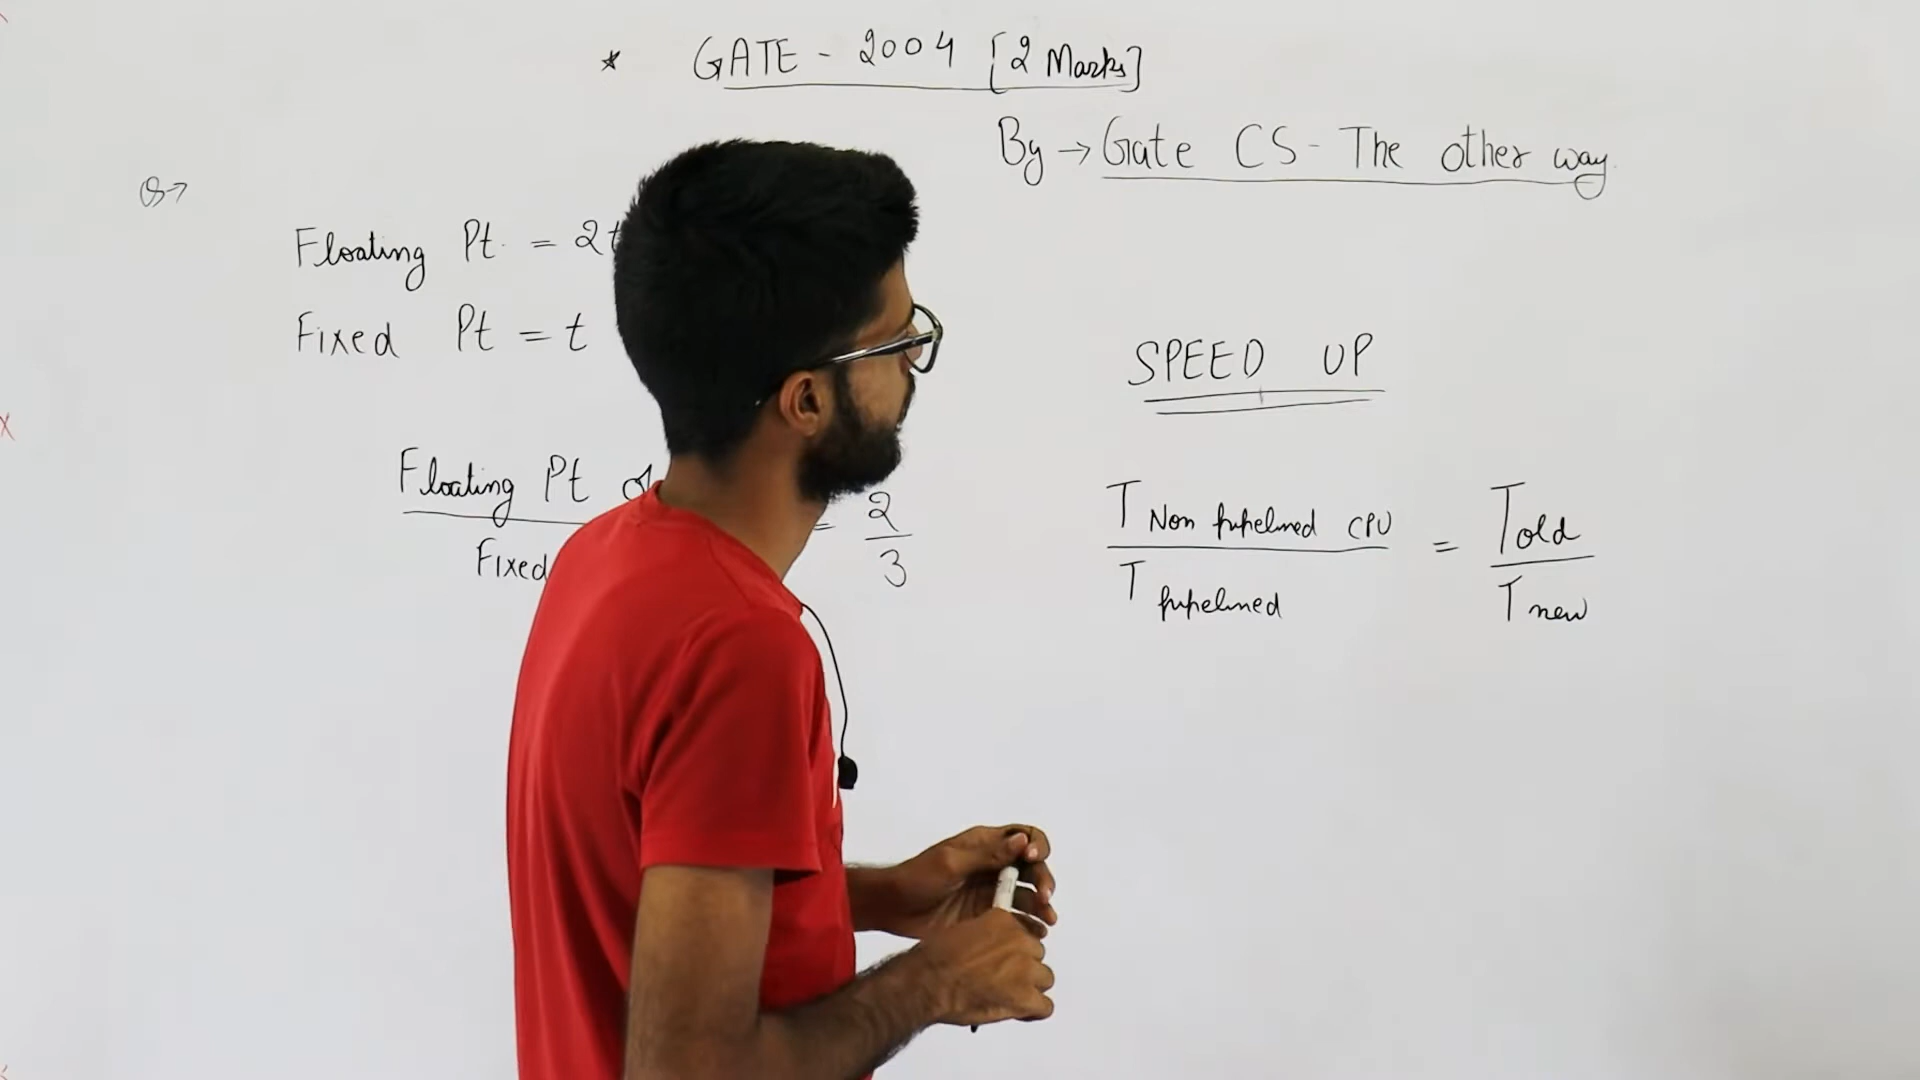 * GATE - 2004 [2 Marks]
By → Gate CS - The other way
Q→
Floating Pt. = 2t
Fixed Pt = t
SPEED UP
Floating Pt
Fixed
= 2/3
T Non pipelined CPU / T pipelined = T old / T new